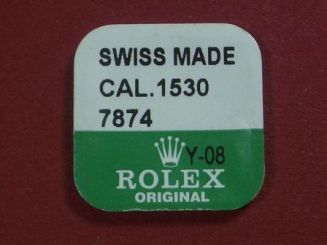 SWISS MADE
CAL.1530
7874
Y-08
ROLEX
ORIGINAL